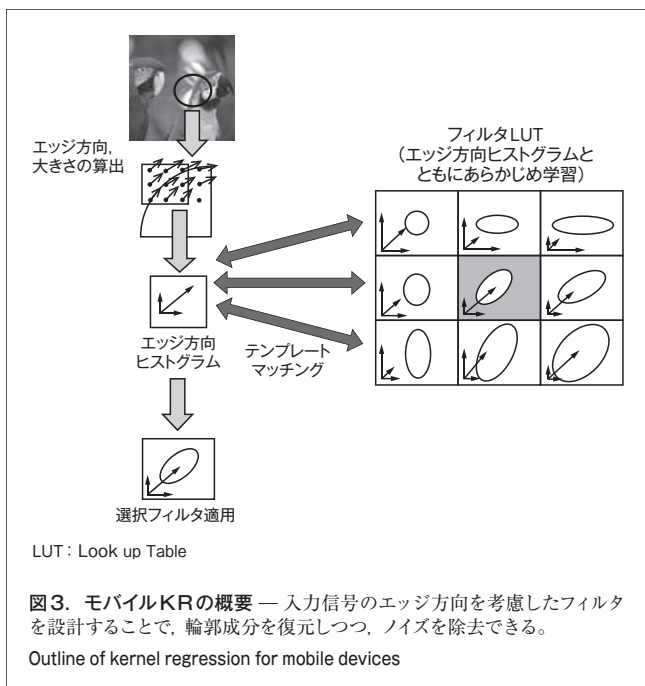 エッジ方向,
大きさの算出
フィルタLUT
(エッジ方向ヒストグラムと
ともにあらかじめ学習)
エッジ方向
ヒストグラム
テンプレート
マッチング
選択フィルタ適用
LUT : Look up Table
図3. モバイルKRの概要 — 入力信号のエッジ方向を考慮したフィルタ
を設計することで, 輪郭成分を復元しつつ, ノイズを除去できる。
Outline of kernel regression for mobile devices